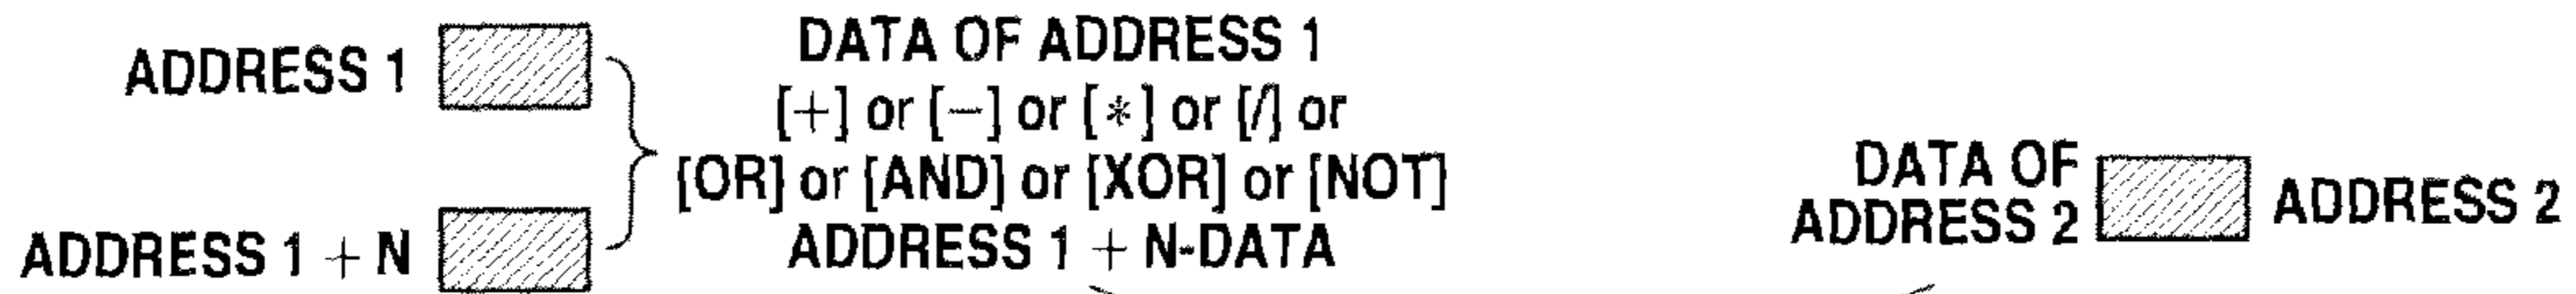 ADDRESS 1
ADDRESS 1 + N
DATA OF ADDRESS 1
[+] or [−] or [*] or [/] or
[OR] or [AND] or [XOR] or [NOT]
ADDRESS 1 + N-DATA
DATA OF
ADDRESS 2
ADDRESS 2